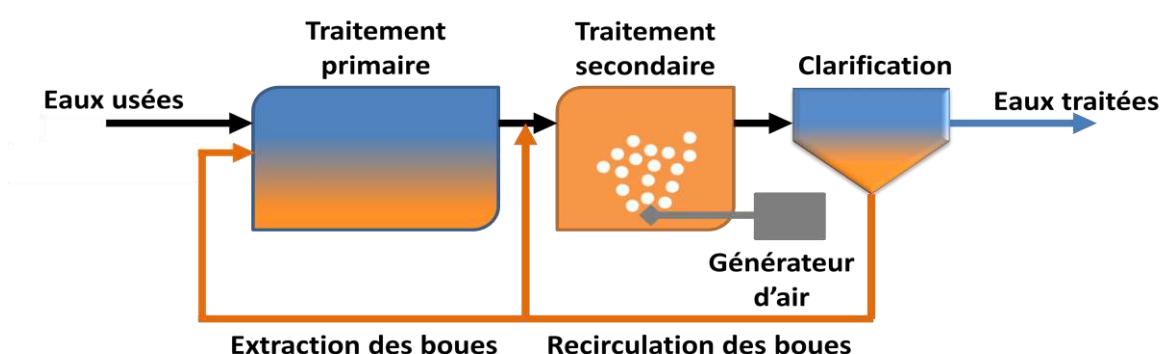 Traitement
primaire
Traitement
secondaire
Clarification
Eaux usées
Eaux traitées
Générateur
d'air
Extraction des boues
Recirculation des boues